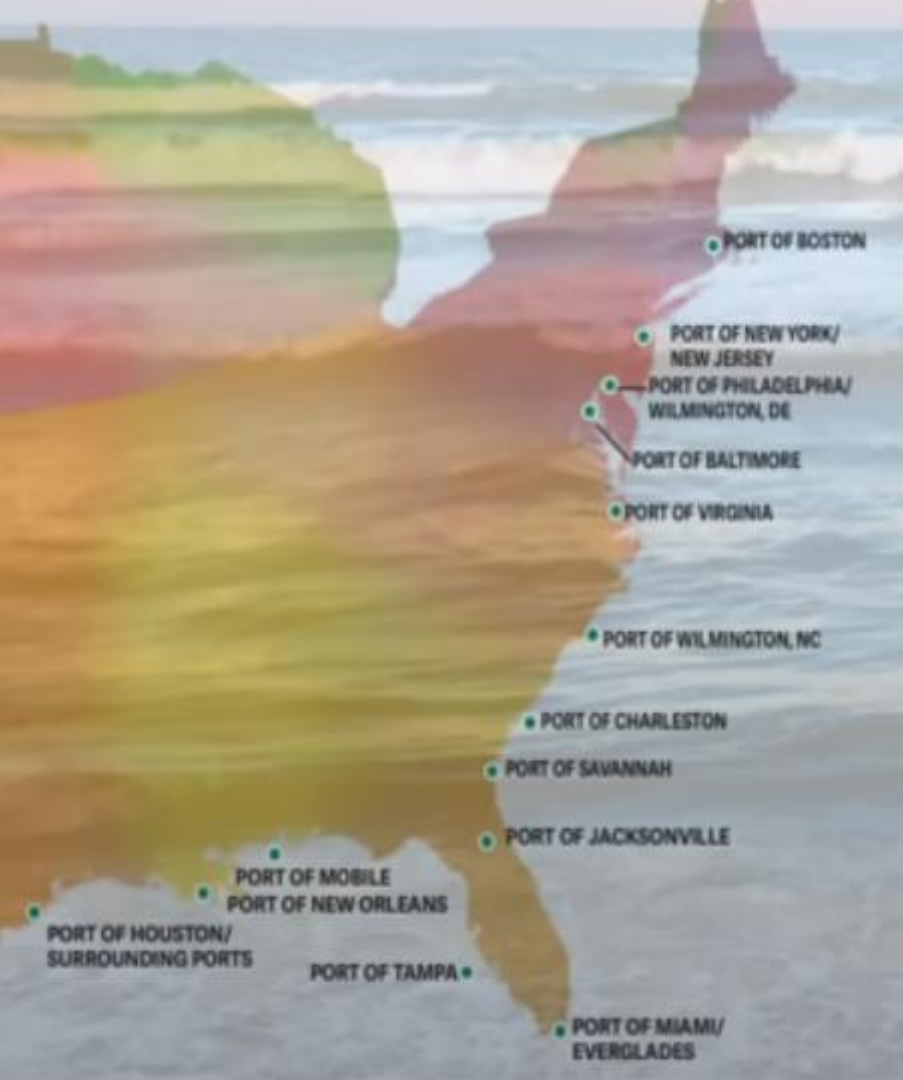 PORT OF BOSTON
PORT OF NEW YORK/
NEW JERSEY
PORT OF PHILADELPHIA/
WILMINGTON, DE
PORT OF BALTIMORE
PORT OF VIRGINIA
PORT OF WILMINGTON, NC
PORT OF CHARLESTON
PORT OF SAVANNAH
PORT OF JACKSONVILLE
PORT OF MOBILE
PORT OF NEW ORLEANS
PORT OF HOUSTON/
SURROUNDING PORTS
PORT OF TAMPA
PORT OF MIAMI/
EVERGLADES